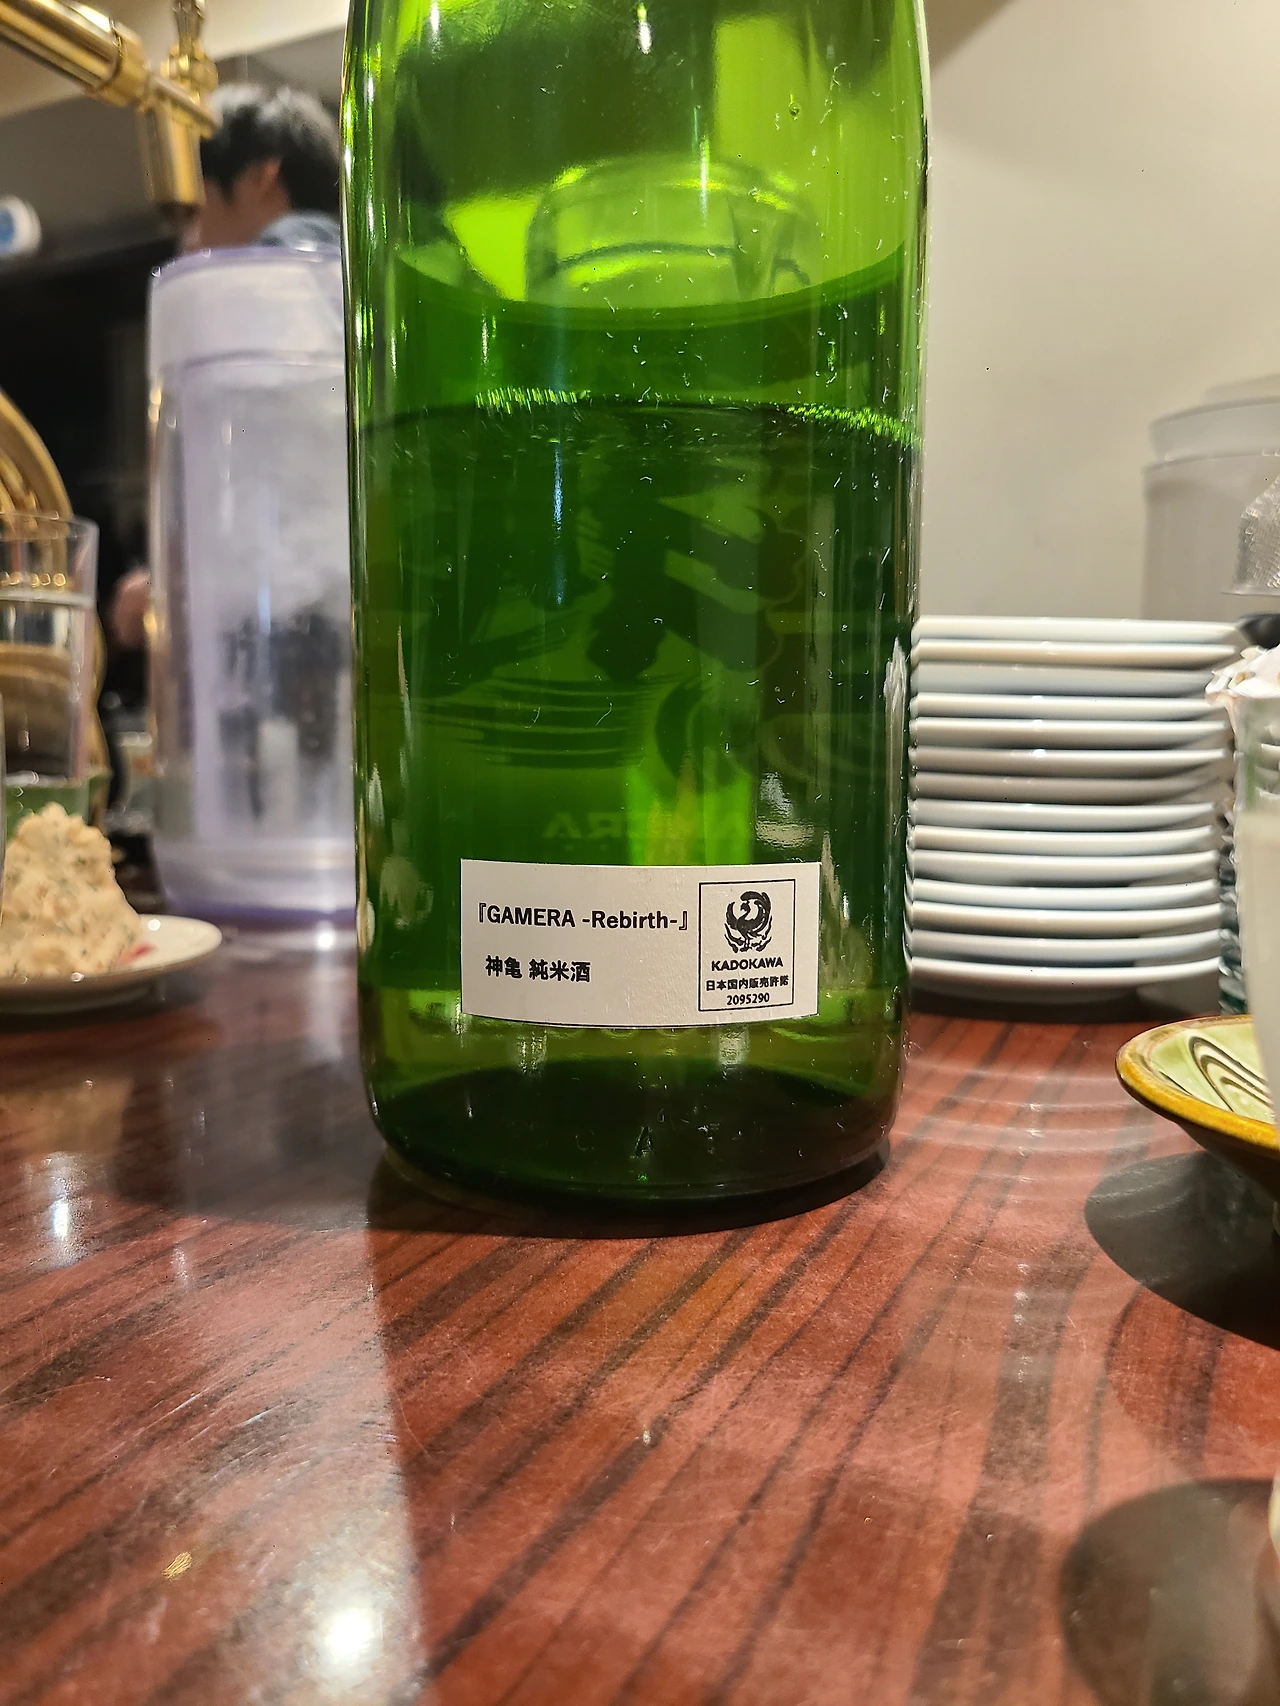 『GAMERA -Rebirth-』
神亀 純米酒
KADOKAWA
日本国内販売許諾
2095290